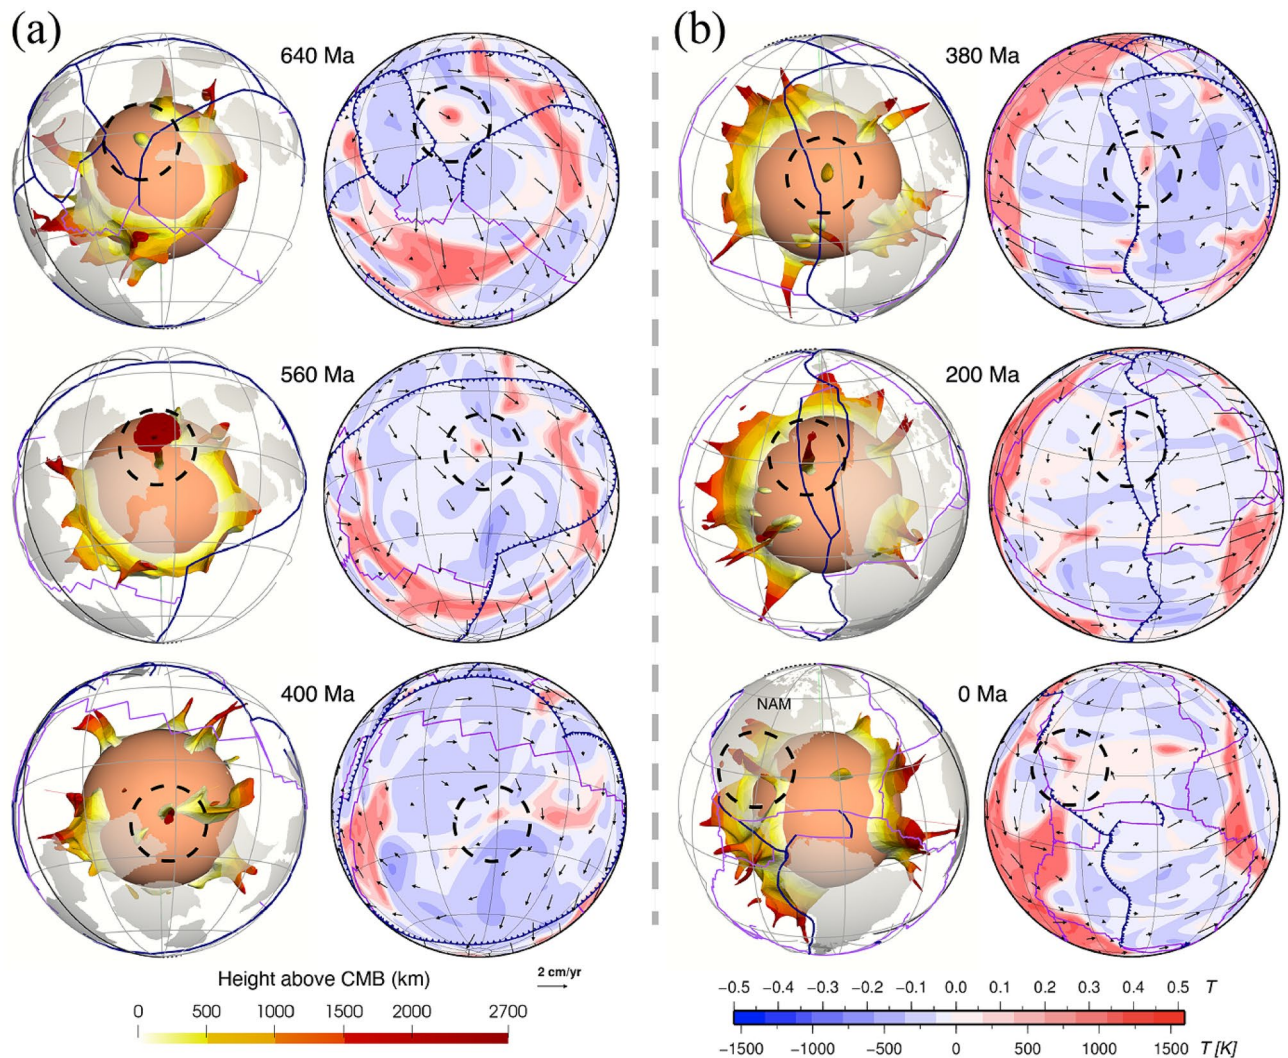 (a)
640 Ma
560 Ma
400 Ma
Height above CMB (km)
2 cm/yr
0 500 1000 1500 2000 2700
(b)
380 Ma
200 Ma
0 Ma
NAM
−0.5 −0.4 −0.3 −0.2 −0.1 0.0 0.1 0.2 0.3 0.4 0.5 T
−1500 −1000 −500 0 500 1000 1500 T [K]